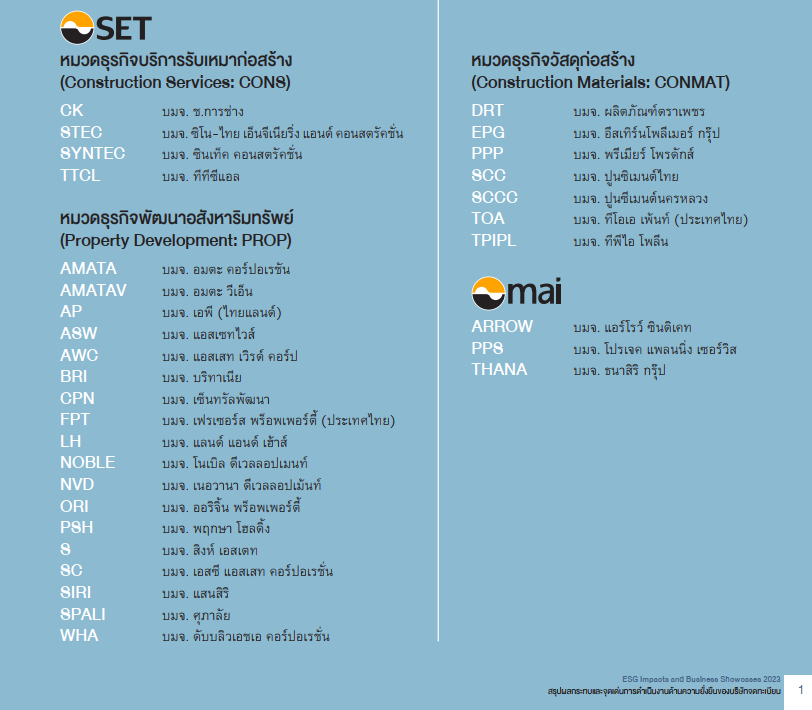 SET
หมวดธุรกิจบริการรับเหมาก่อสร้าง
(Construction Services: CONS)
CK บมจ. ช.การช่าง
STEC บมจ. ซิโน-ไทย เอ็นจีเนียริ่ง แอนด์ คอนสตรัคชั่น
SYNTEC บมจ. ซินเท็ค คอนสตรัคชั่น
TTCL บมจ. ทีทีซีแอล
หมวดธุรกิจพัฒนาอสังหาริมทรัพย์
(Property Development: PROP)
AMATA บมจ. อมตะ คอร์ปอเรชัน
AMATAV บมจ. อมตะ วีเอ็น
AP บมจ. เอพี (ไทยแลนด์)
ASW บมจ. แอสเซทไวส์
AWC บมจ. แอสเสท เวิรด์ คอร์ป
BRI บมจ. บริทาเนีย
CPN บมจ. เซ็นทรัลพัฒนา
FPT บมจ. เฟรเซอร์ส พร็อพเพอร์ตี้ (ประเทศไทย)
LH บมจ. แลนด์ แอนด์ เฮ้าส์
NOBLE บมจ. โนเบิล ดีเวลลอปเมนท์
NVD บมจ. เนอวานา ดีเวลลอปเม้นท์
ORI บมจ. ออริจิ้น พร็อพเพอร์ตี้
PSH บมจ. พฤกษา โฮลดิ้ง
S บมจ. สิงห์ เอสเตท
SC บมจ. เอสซี แอสเสท คอร์ปอเรชั่น
SIRI บมจ. แสนสิริ
SPALI บมจ. ศุภาลัย
WHA บมจ. ดับบลิวเอชเอ คอร์ปอเรชั่น
หมวดธุรกิจวัสดุก่อสร้าง
(Construction Materials: CONMAT)
DRT บมจ. ผลิตภัณฑ์ตราเพชร
EPG บมจ. อีสเทิร์นโพลีเมอร์ กรุ๊ป
PPP บมจ. พรีเมียร์ โพรดักส์
SCC บมจ. ปูนซิเมนต์ไทย
SCCC บมจ. ปูนซีเมนต์นครหลวง
TOA บมจ. ทีโอเอ เพ้นท์ (ประเทศไทย)
TPIPL บมจ. ทีพีไอ โพลีน
mai
ARROW บมจ. แอร์โรว์ ซินดิเคท
PPS บมจ. โปรเจค แพลนนิ่ง เซอร์วิส
THANA บมจ. ธนาสิริ กรุ๊ป
ESG Impacts and Business Showcases 2023
สรุปผลกระทบและจุดเด่นการดำเนินงานด้านความยั่งยืนของบริษัทจดทะเบียน
1